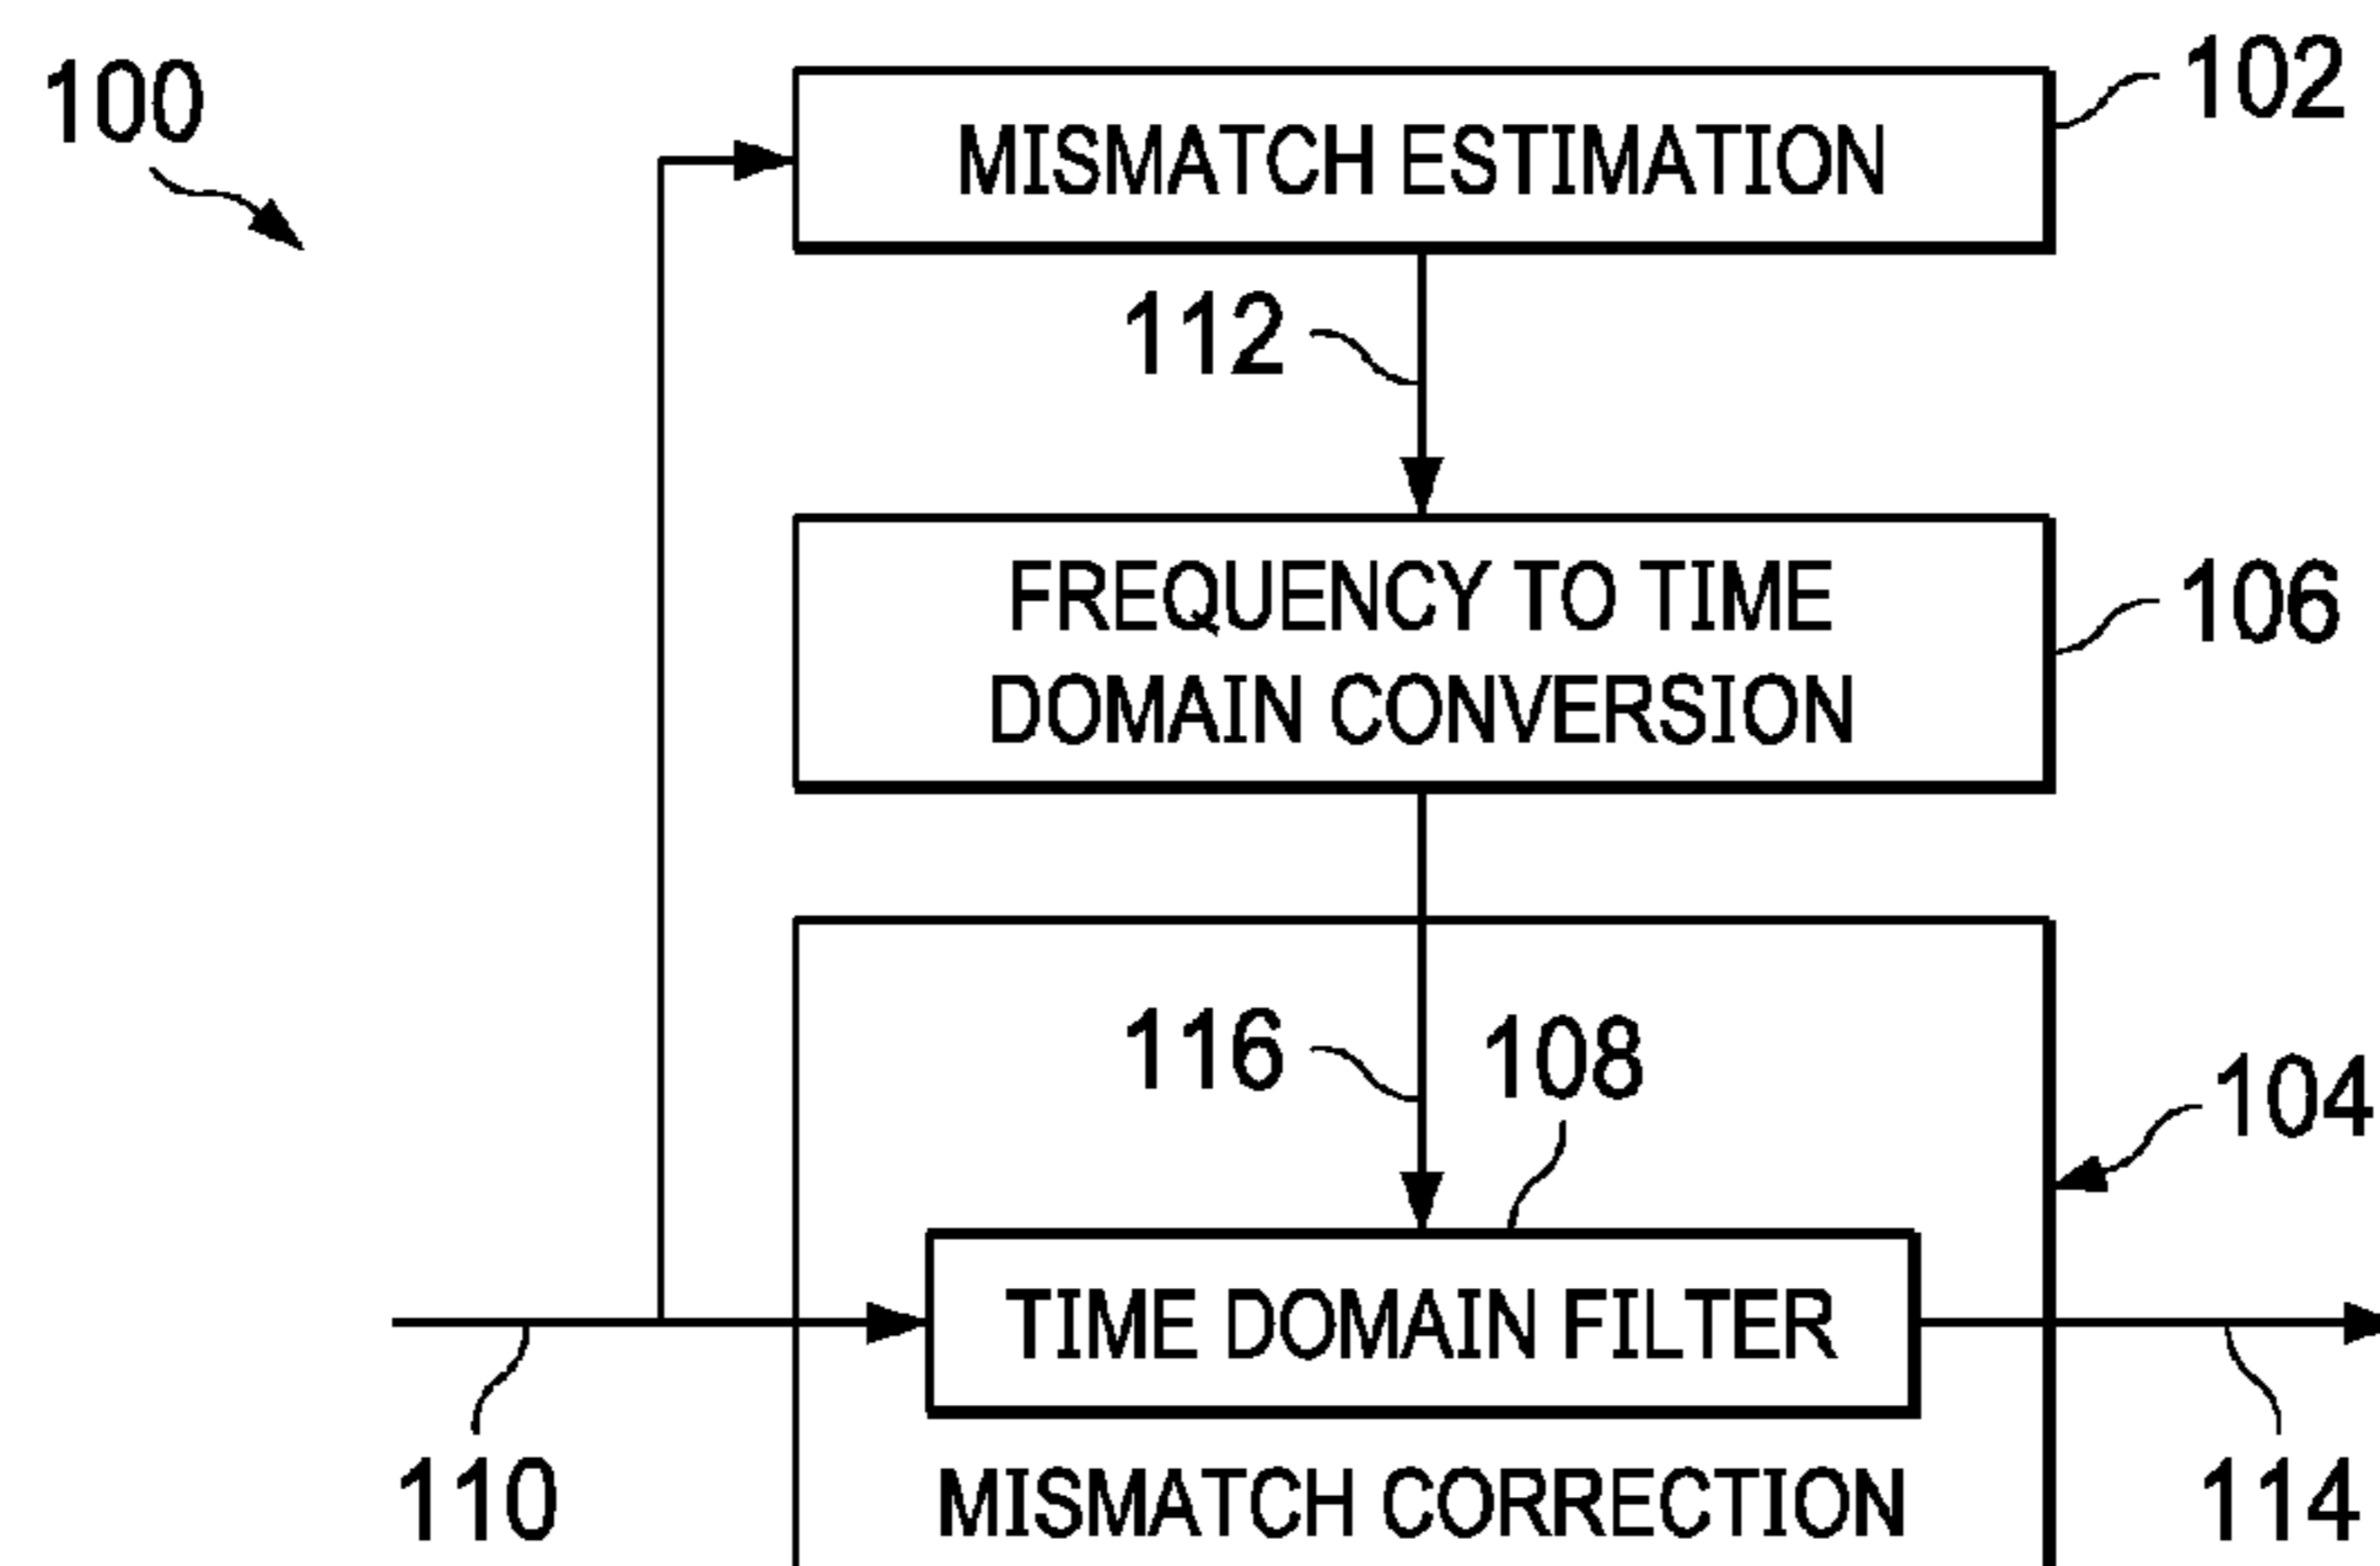 100
102
MISMATCH ESTIMATION
112
FREQUENCY TO TIME
DOMAIN CONVERSION
106
116
108
104
TIME DOMAIN FILTER
110
MISMATCH CORRECTION
114